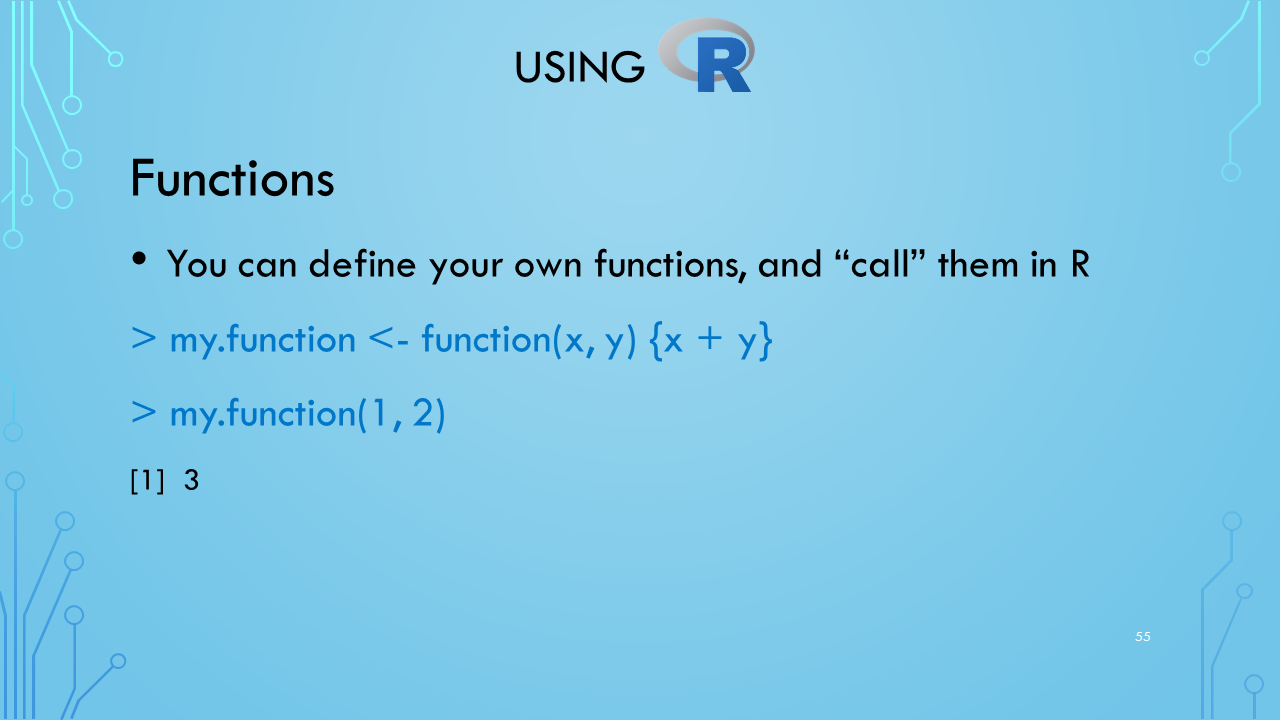 USING R
Functions
• You can define your own functions, and “call” them in R
> my.function <- function(x, y) {x + y}
> my.function(1, 2)
[1] 3
55